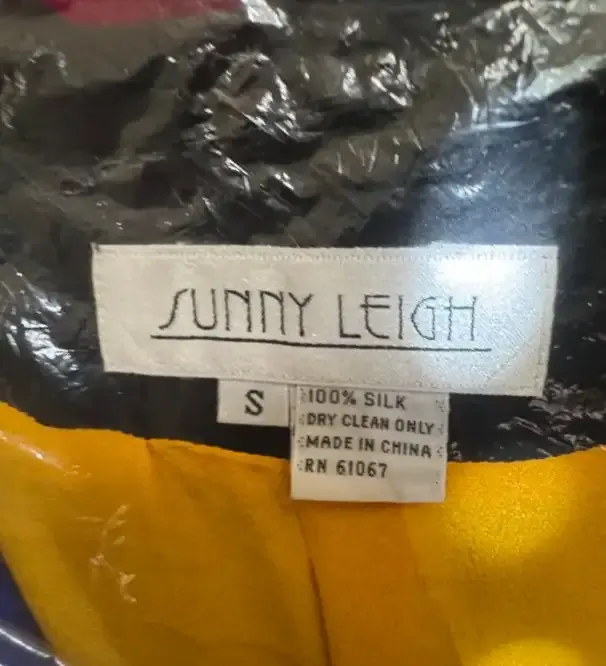 SUNNY LEIGH
S
100% SILK
DRY CLEAN ONLY
MADE IN CHINA
RN 61067